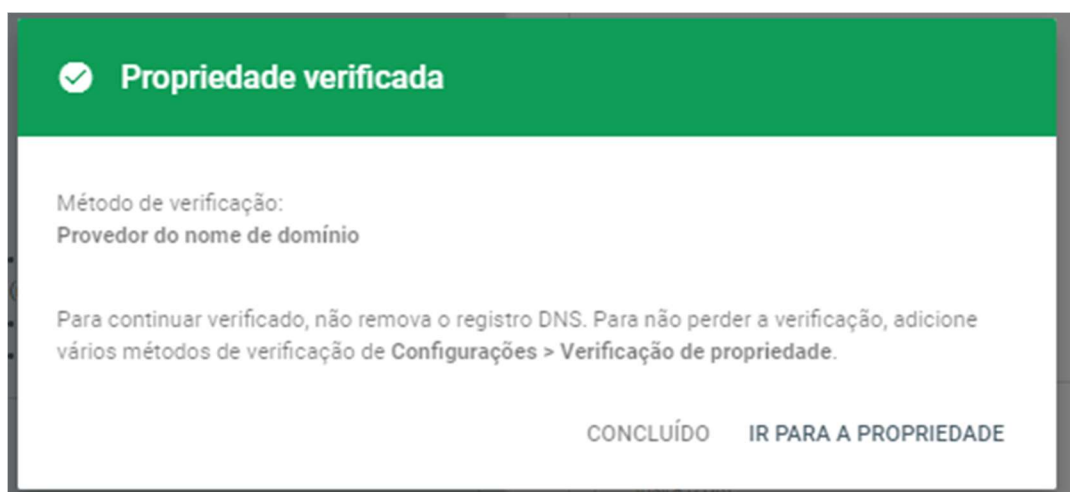 Propriedade verificada
Método de verificação:
Provedor do nome de domínio
Para continuar verificado, não remova o registro DNS. Para não perder a verificação, adicione
vários métodos de verificação de Configurações > Verificação de propriedade.
CONCLUÍDO IR PARA A PROPRIEDADE